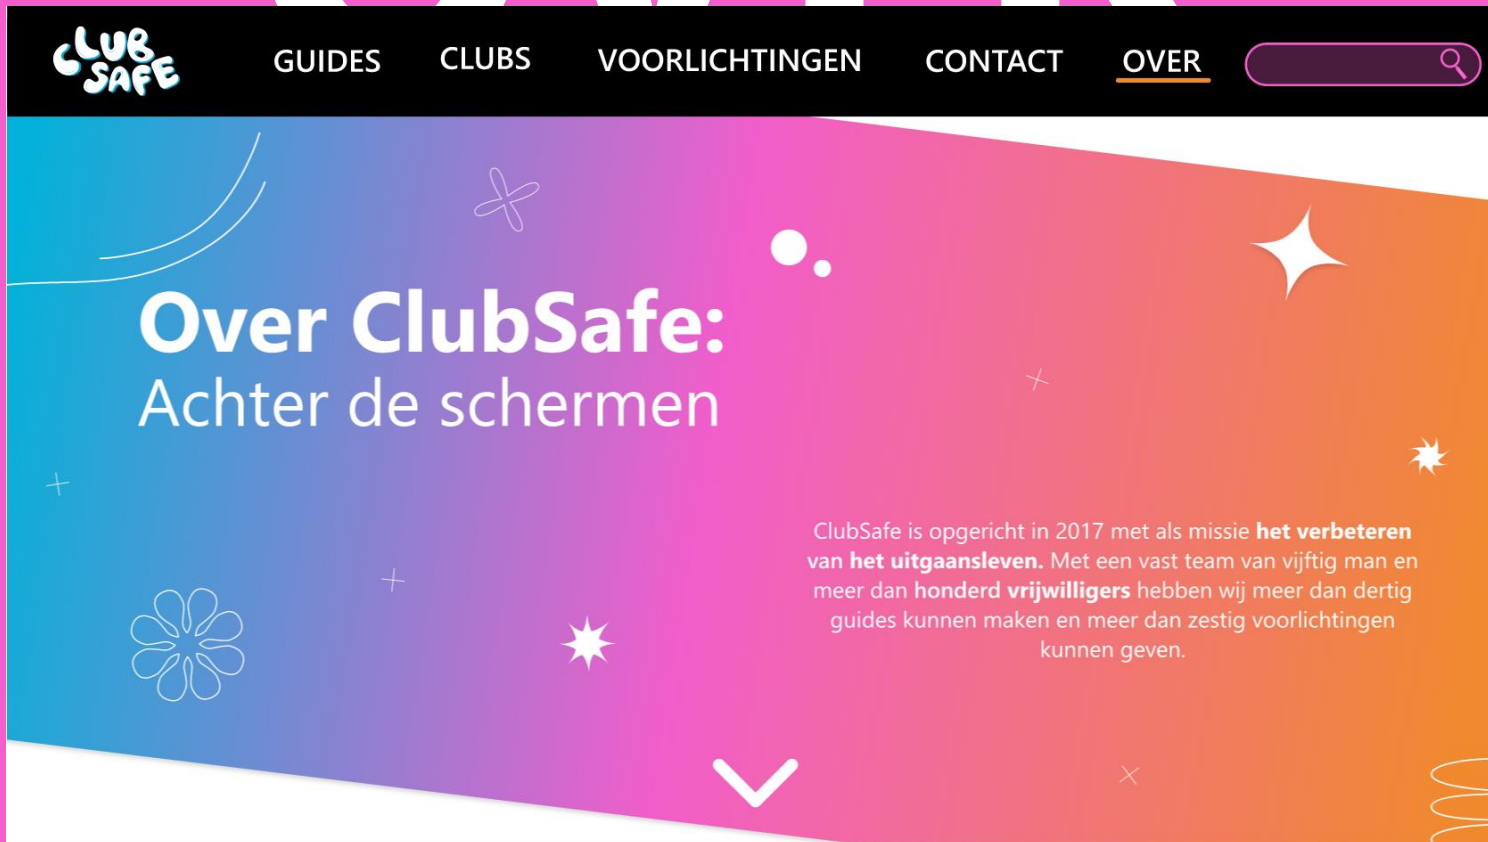 CLUB
SAFE
GUIDES
CLUBS
VOORLICHTINGEN
CONTACT
OVER
Over ClubSafe:
Achter de schermen
ClubSafe is opgericht in 2017 met als missie het verbeteren
van het uitgaansleven. Met een vast team van vijftig man en
meer dan honderd vrijwilligers hebben wij meer dan dertig
guides kunnen maken en meer dan zestig voorlichtingen
kunnen geven.